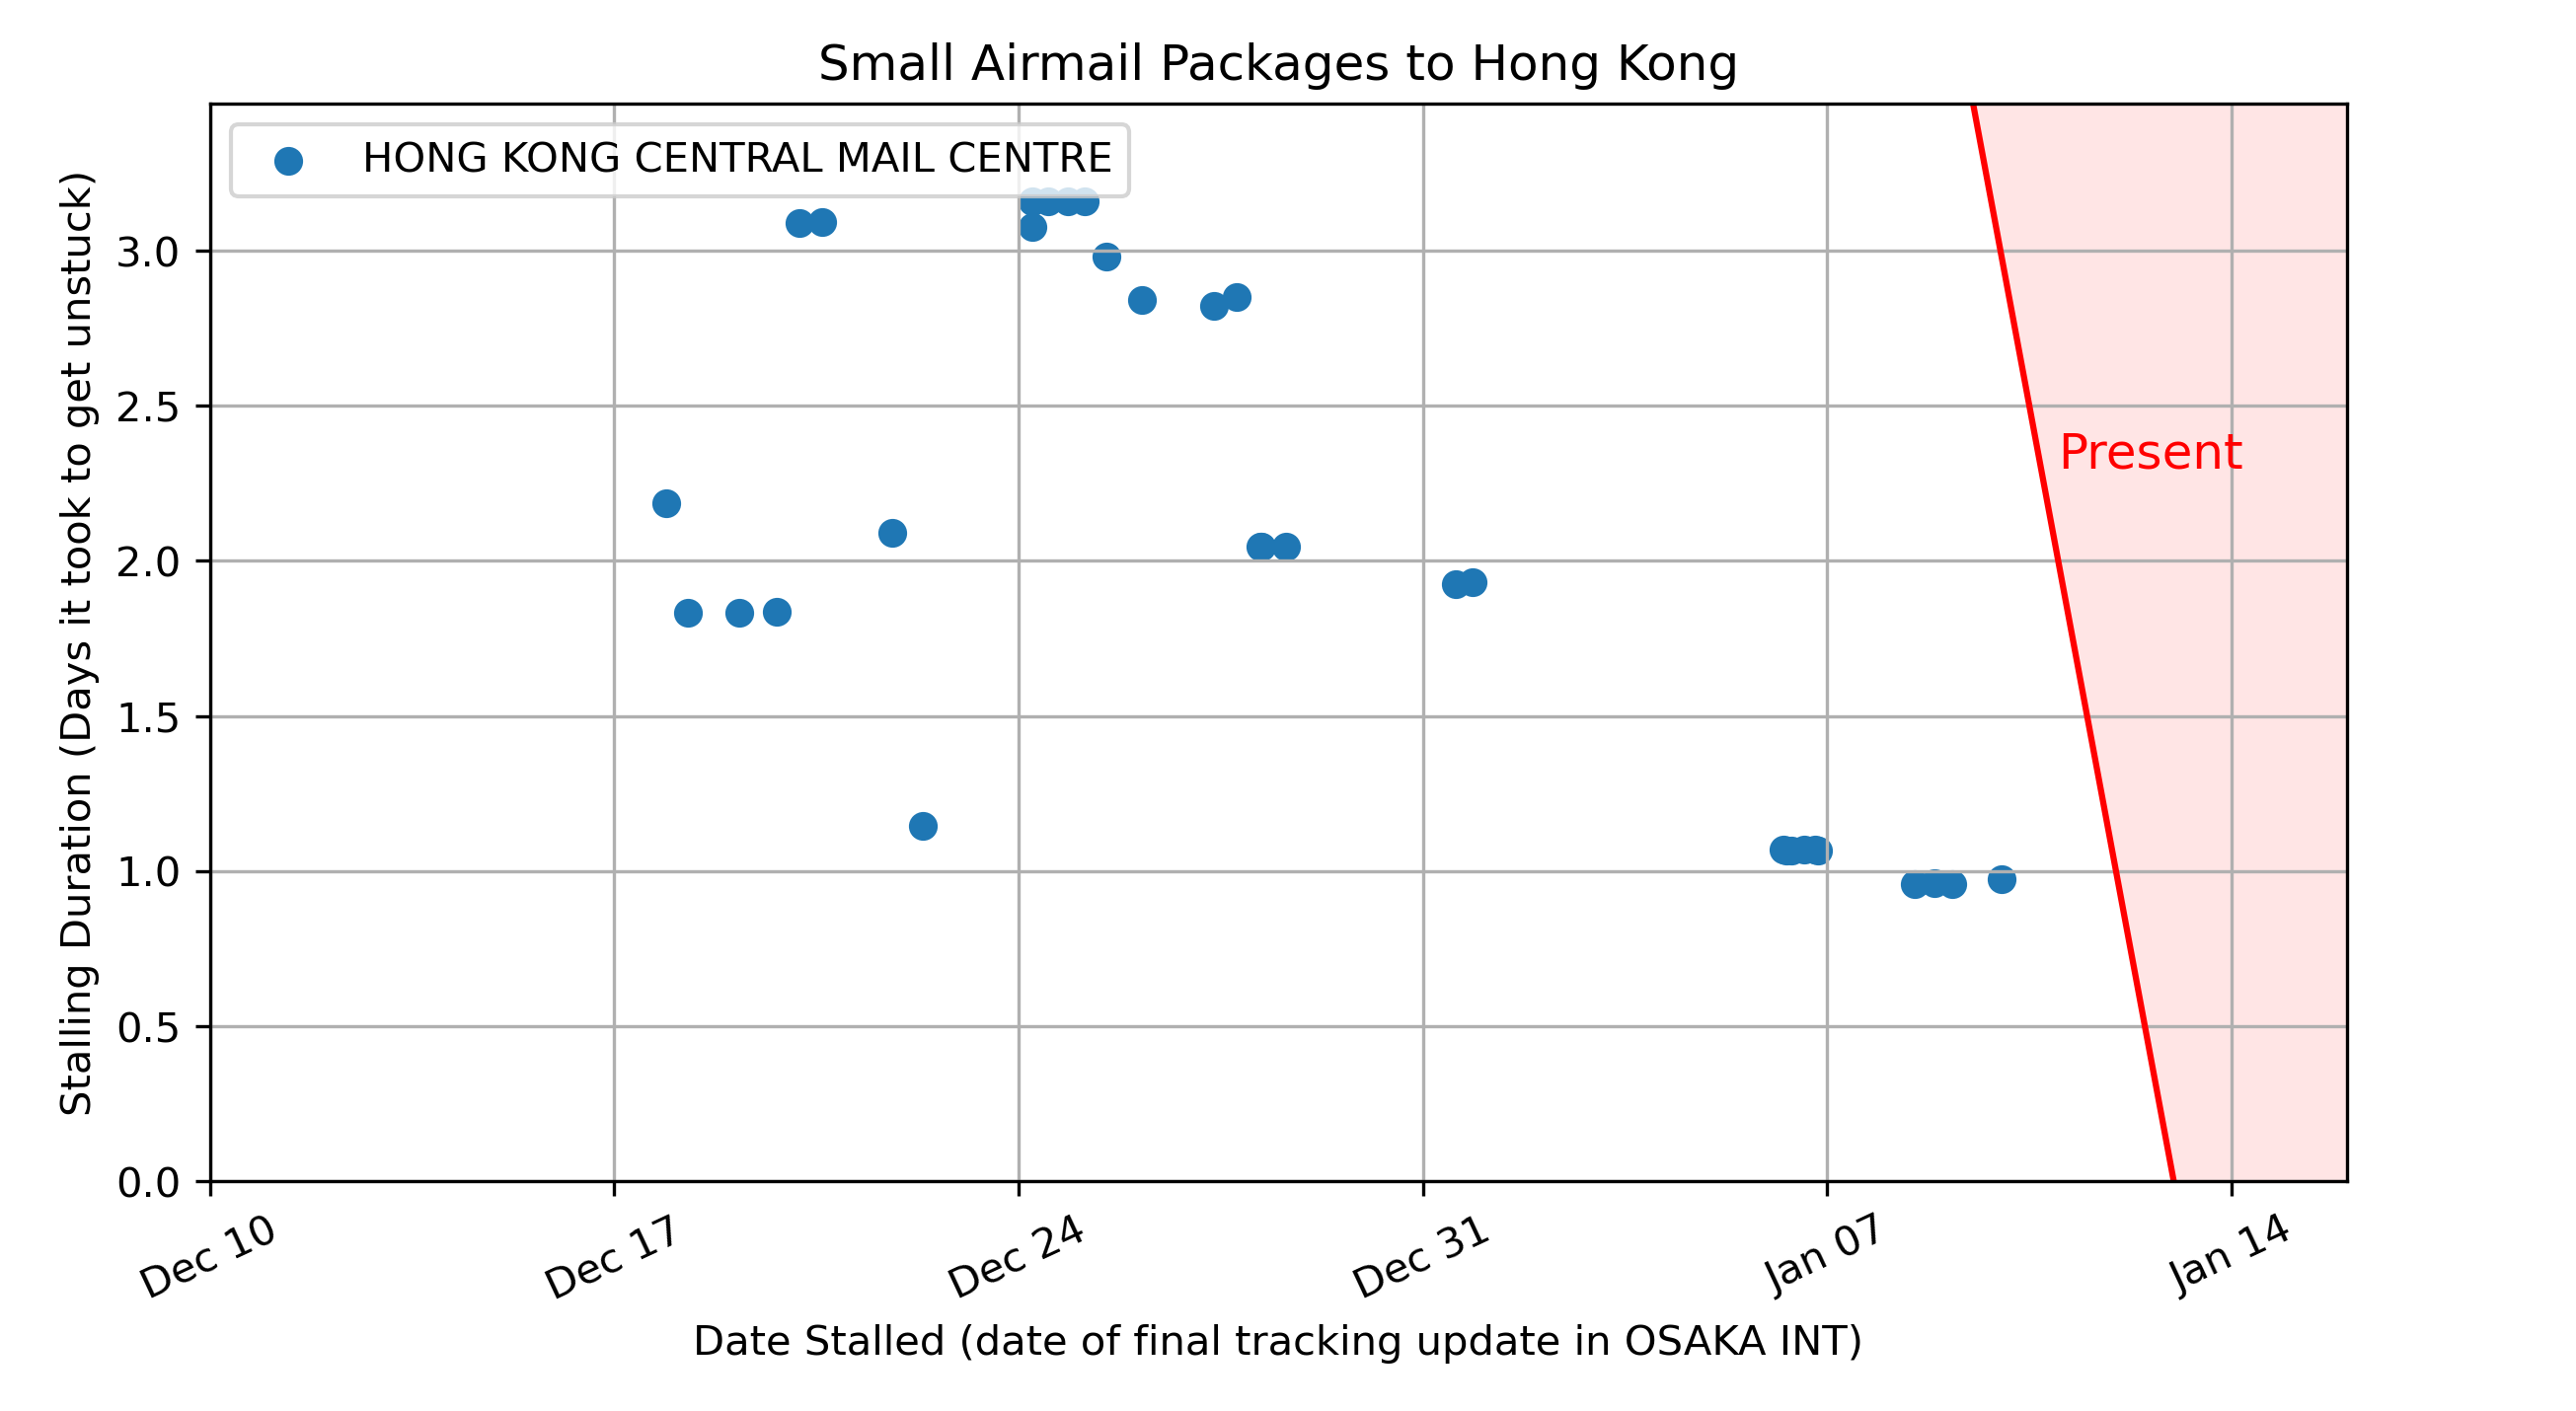 Small Airmail Packages to Hong Kong
HONG KONG CENTRAL MAIL CENTRE
Stalling Duration (Days it took to get unstuck)
3.0
2.5
2.0
1.5
1.0
0.5
0.0
Present
Dec 10
Dec 17
Dec 24
Dec 31
Jan 07
Jan 14
Date Stalled (date of final tracking update in OSAKA INT)